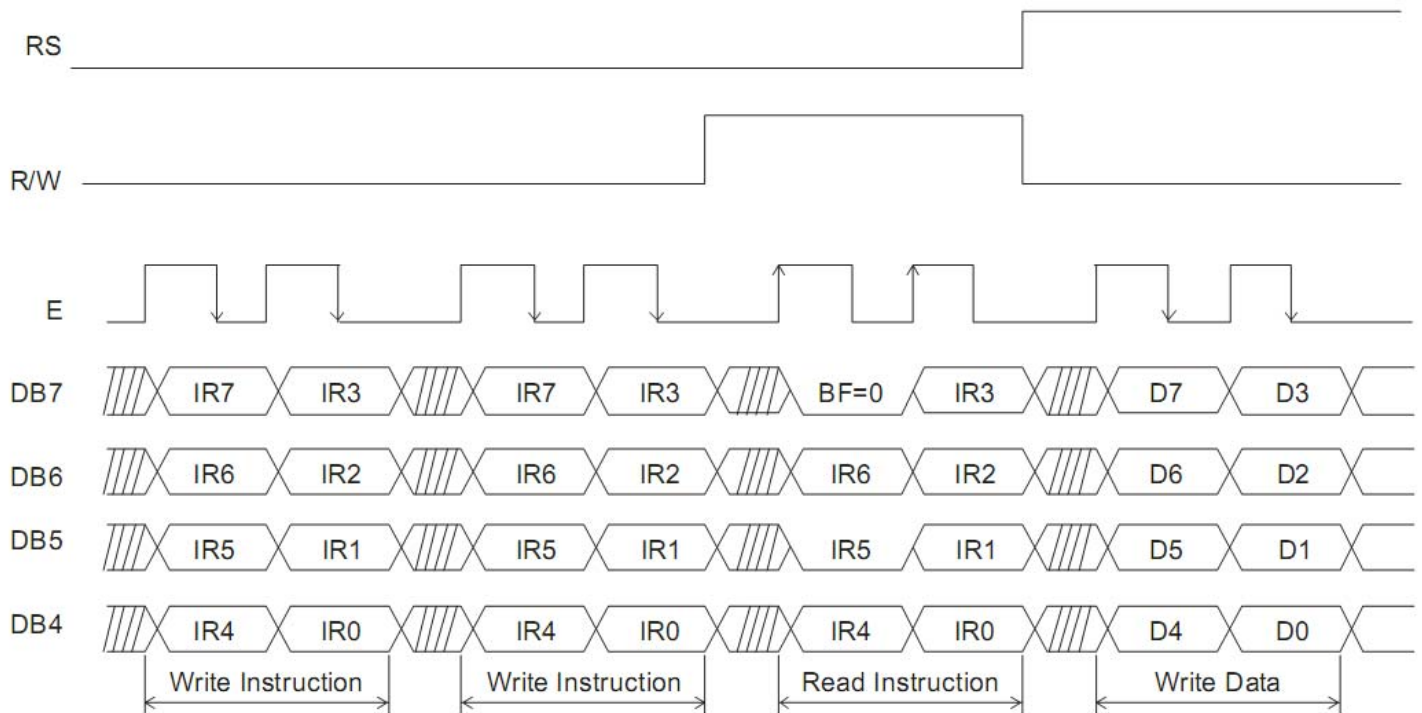 RS
R/W
E
DB7 IR7 IR3 IR7 IR3 BF=0 IR3 D7 D3
DB6 IR6 IR2 IR6 IR2 IR6 IR2 D6 D2
DB5 IR5 IR1 IR5 IR1 IR5 IR1 D5 D1
DB4 IR4 IR0 IR4 IR0 IR4 IR0 D4 D0
Write Instruction Write Instruction Read Instruction Write Data